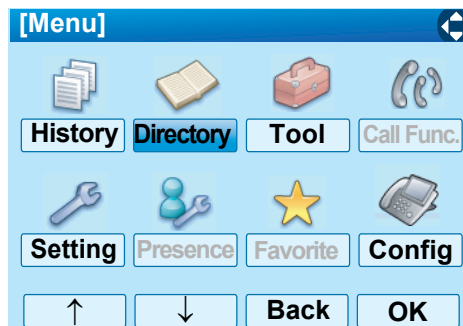 [Menu]
History Directory Tool Call Func.
Setting Presence Favorite Config
↑ ↓ Back OK